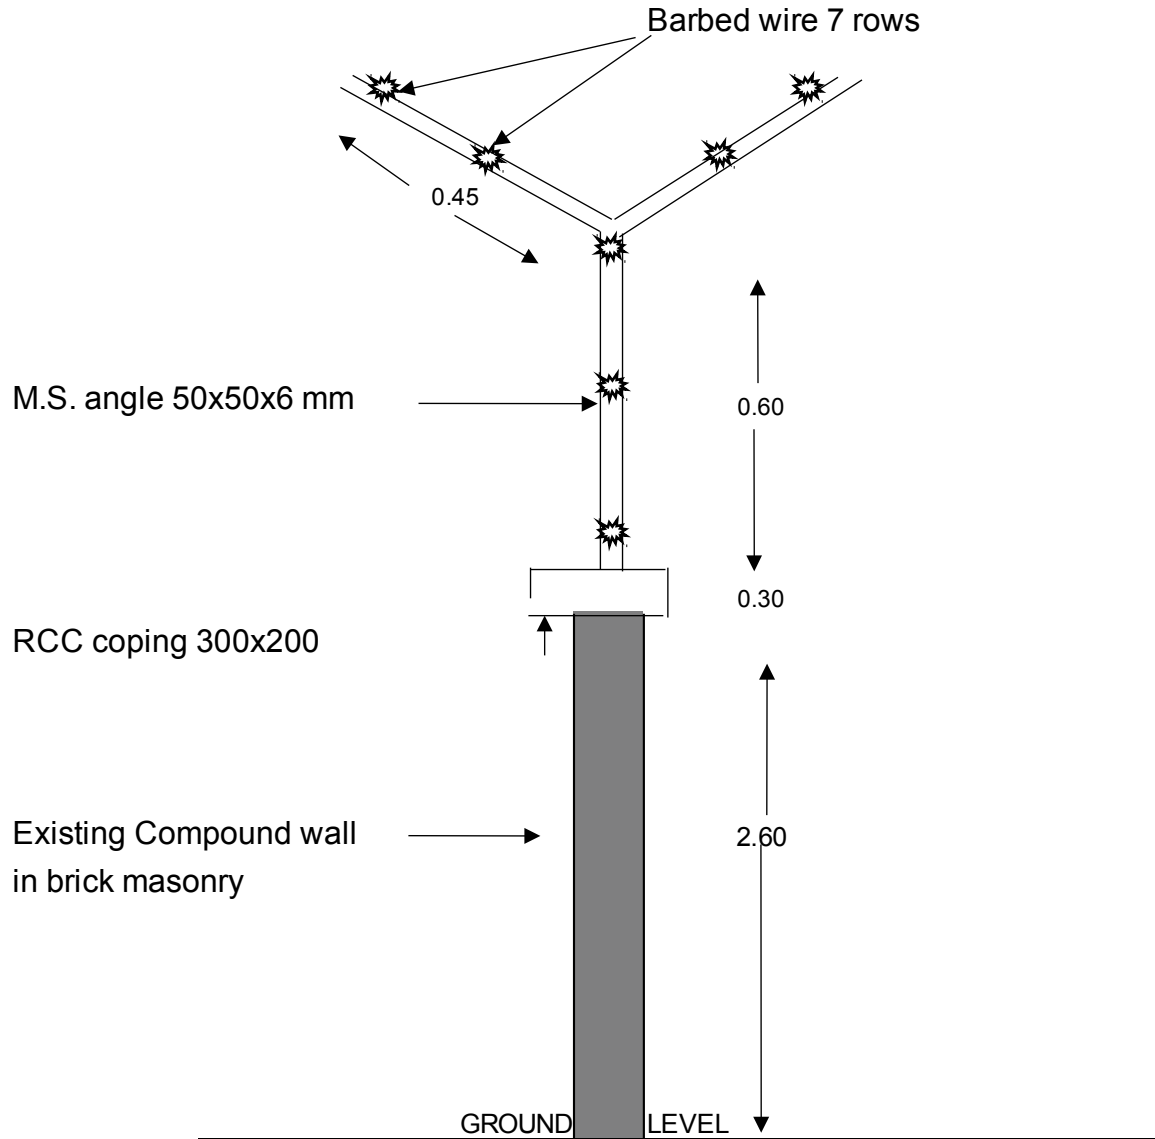 Barbed wire 7 rows
0.45
M.S. angle 50x50x6 mm
0.60
0.30
RCC coping 300x200
Existing Compound wall
in brick masonry
2.60
GROUND LEVEL